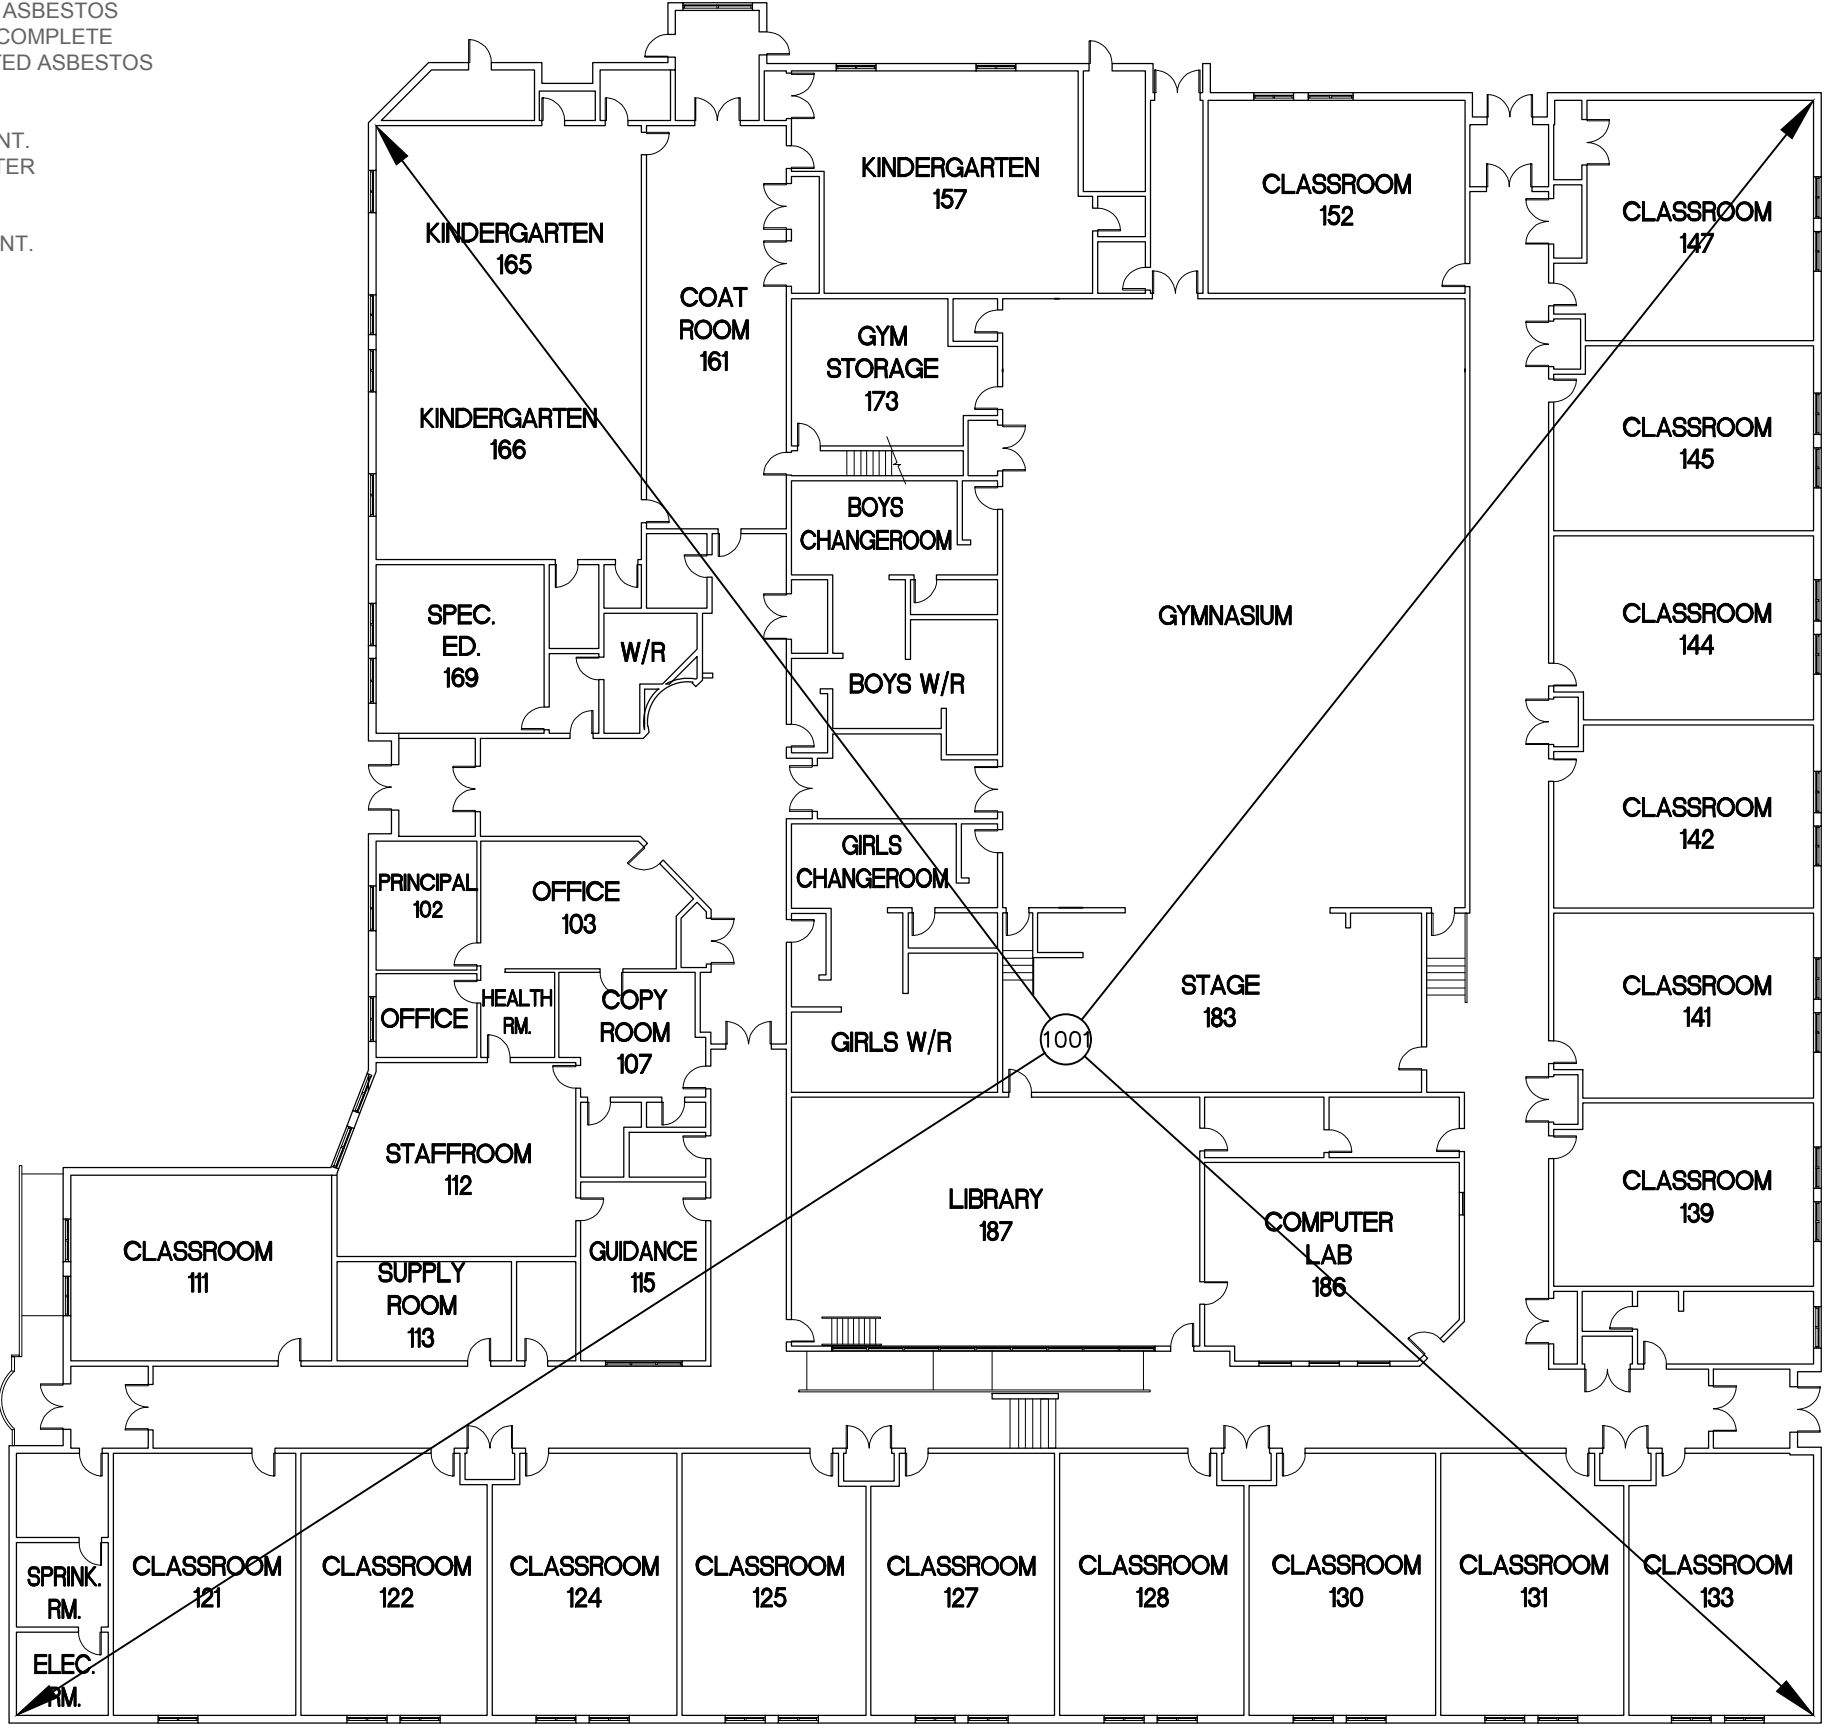 ASBESTOS
COMPLETE
TED ASBESTOS
NT.
TER
NT.
KINDERGARTEN
165
KINDERGARTEN
166
COAT
ROOM
161
KINDERGARTEN
157
CLASSROOM
152
CLASSROOM
147
GYM
STORAGE
173
CLASSROOM
145
BOYS
CHANGEROOM
SPEC.
ED.
169
W/R
BOYS W/R
GYMNASIUM
CLASSROOM
144
CLASSROOM
142
GIRLS
CHANGEROOM
PRINCIPAL
102
OFFICE
103
OFFICE
HEALTH
RM.
COPY
ROOM
107
GIRLS W/R
STAGE
183
1001
CLASSROOM
141
STAFFROOM
112
LIBRARY
187
COMPUTER
LAB
186
CLASSROOM
139
CLASSROOM
111
SUPPLY
ROOM
113
GUIDANCE
115
SPRINK.
RM.
ELEC.
RM.
CLASSROOM
121
CLASSROOM
122
CLASSROOM
124
CLASSROOM
125
CLASSROOM
127
CLASSROOM
128
CLASSROOM
130
CLASSROOM
131
CLASSROOM
133